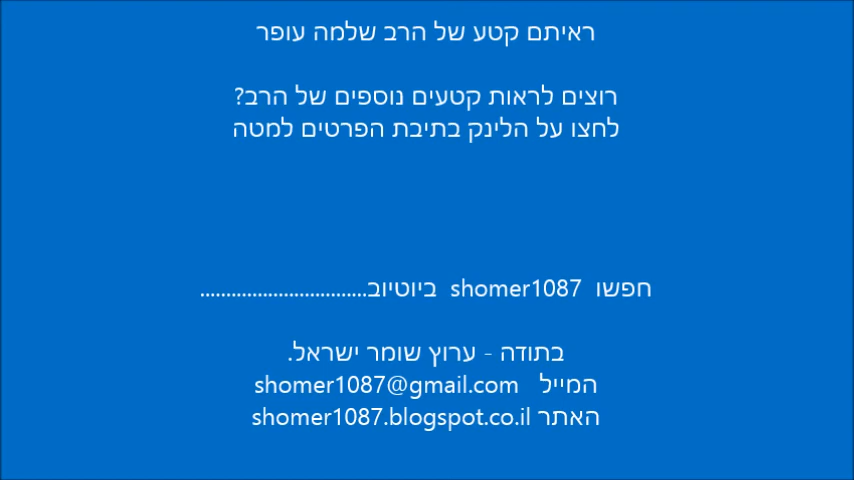 ראיתם קטע של הרב שלמה עופר
רוצים לראות קטעים נוספים של הרב?
לחצו על הלינק בתיבת הפרטים למטה
חפשו shomer1087 ביוטיוב................................
בתודה - ערוץ שומר ישראל.
המייל shomer1087@gmail.com
האתר shomer1087.blogspot.co.il